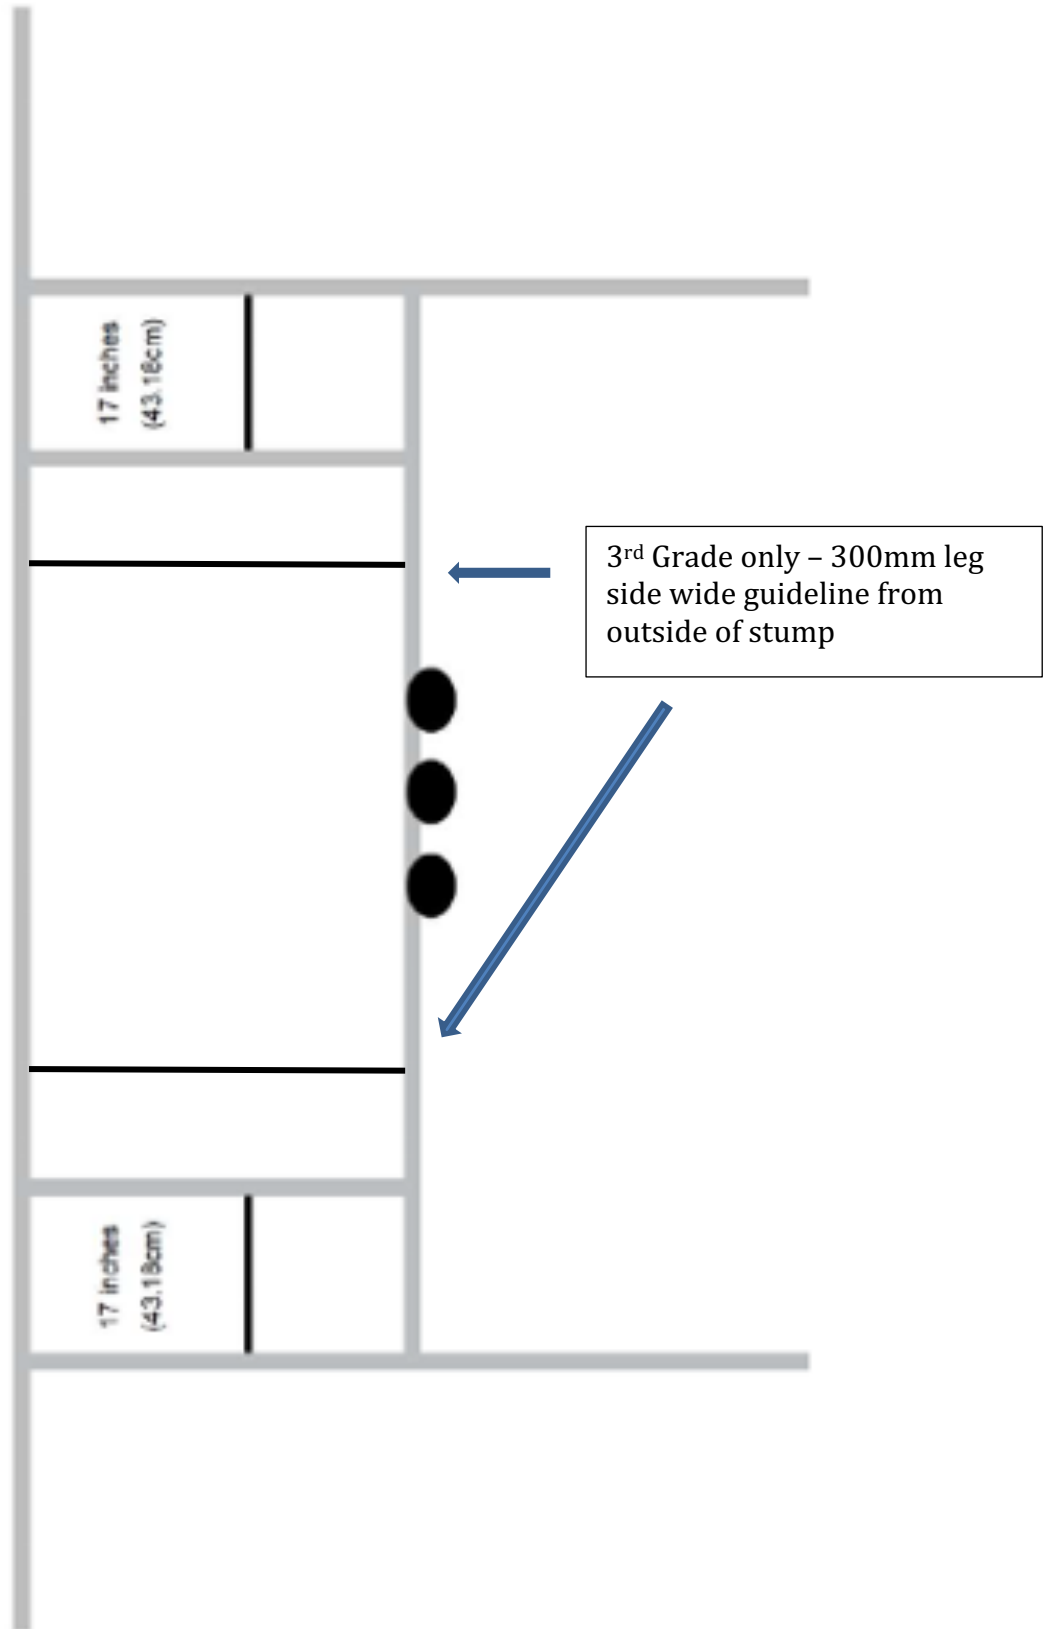 17 inches
(43.18cm)
3rd Grade only – 300mm leg
side wide guideline from
outside of stump
17 inches
(43.18cm)